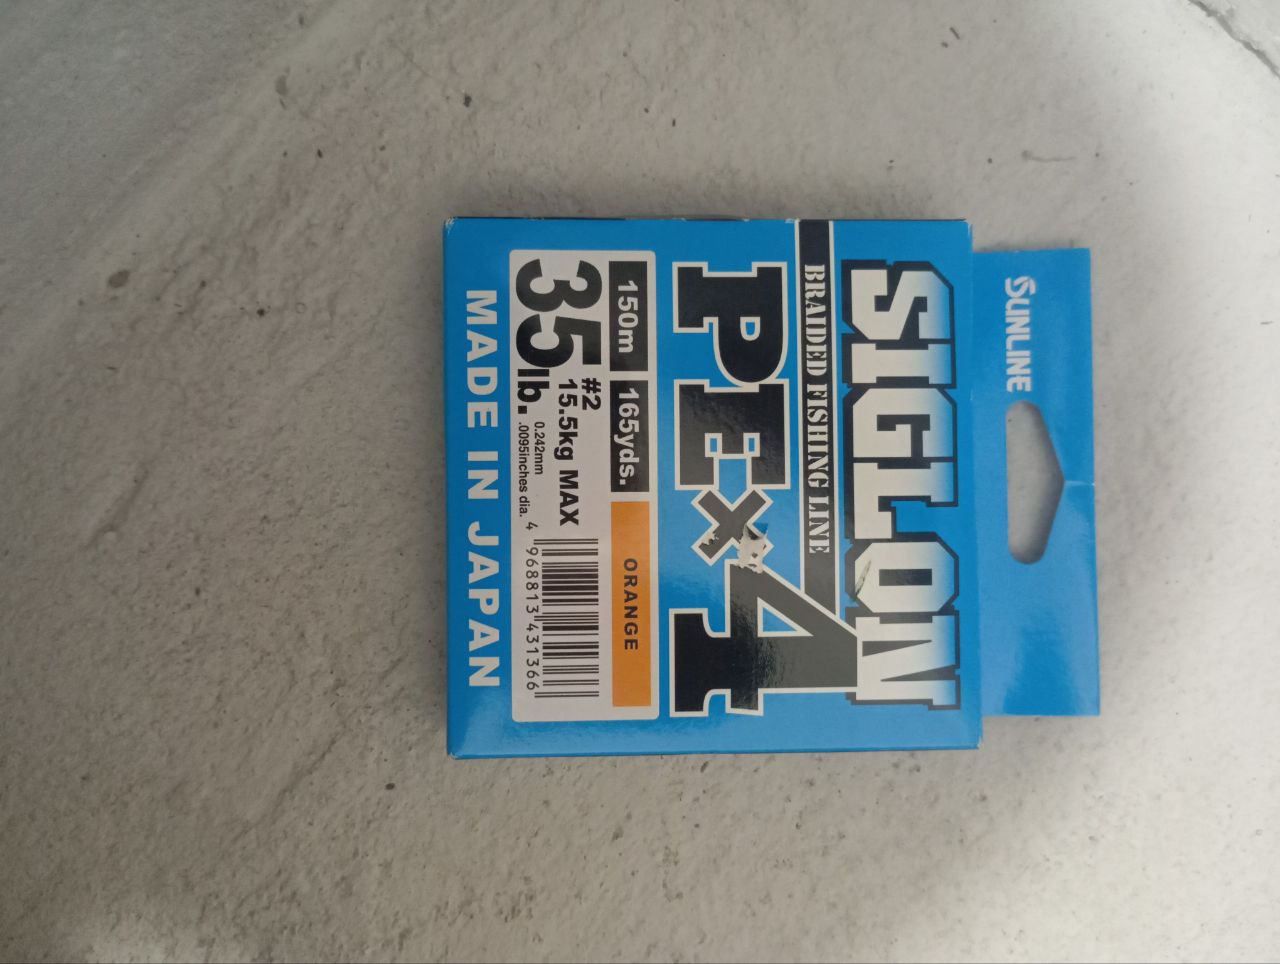 SUNLINE
SIGLON
BRAIDED FISHING LINE
PE×4
150m 165yds. ORANGE
35lb. #2
15.5kg MAX
0.242mm
.0095inches dia.
4 968813 431366
MADE IN JAPAN